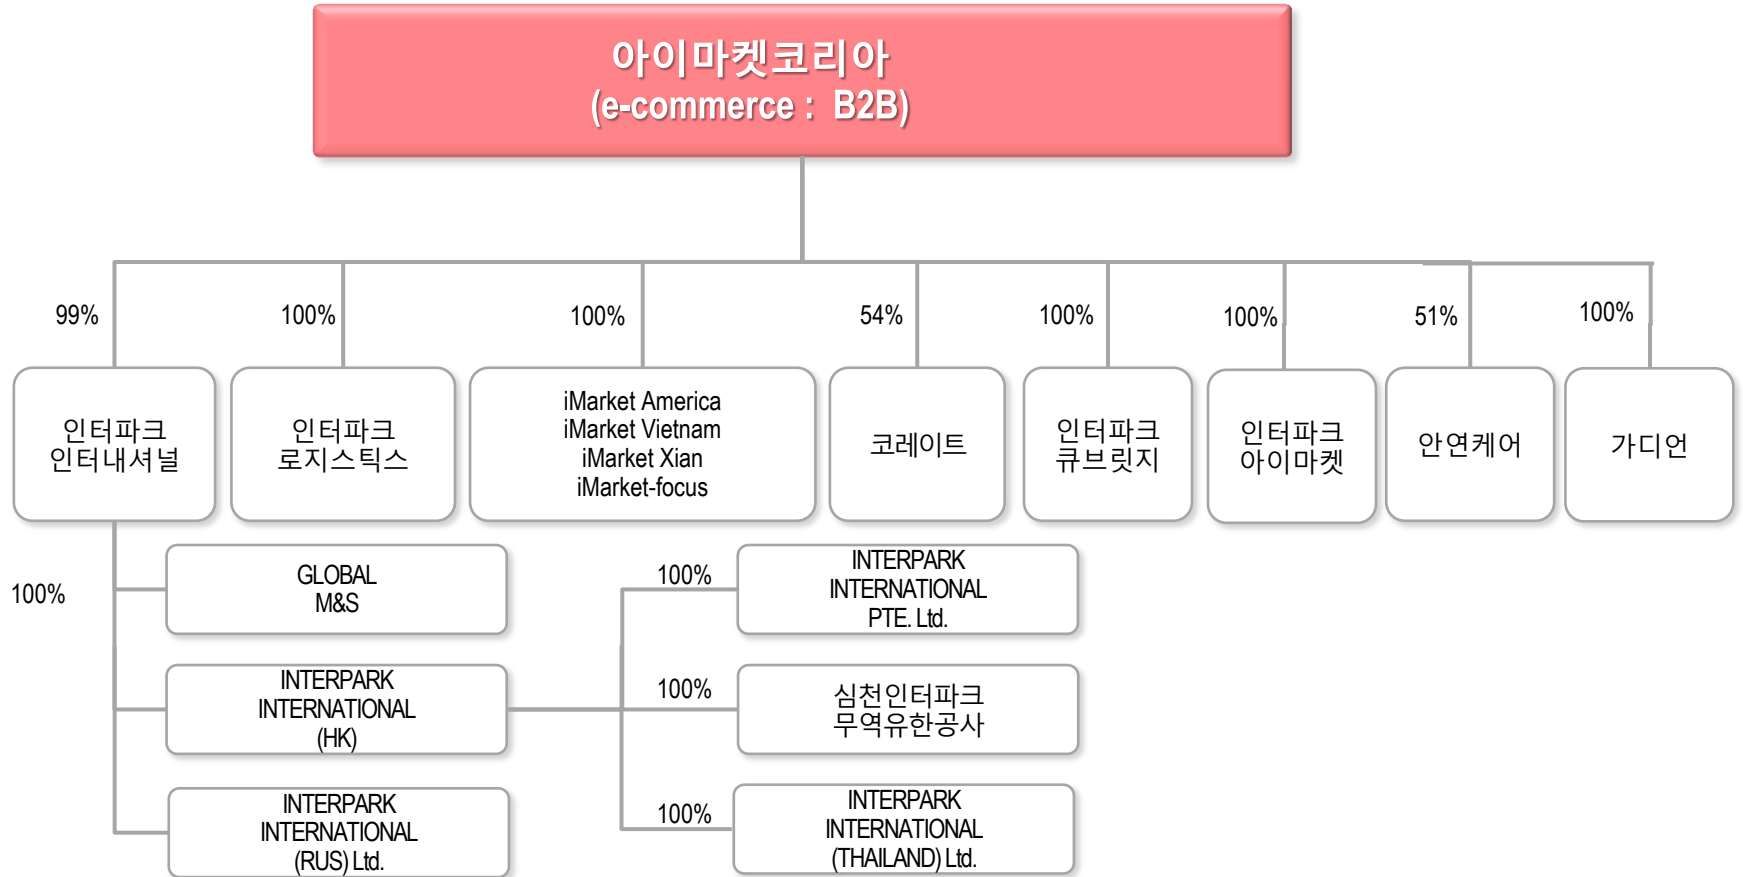 아이마켓코리아
(e-commerce : B2B)
99%
100%
100%
54%
100%
100%
51%
100%
인터파크
인터내셔널
인터파크
로지스틱스
iMarket America
iMarket Vietnam
iMarket Xian
iMarket-focus
코레이트
인터파크
큐브릿지
인터파크
아이마켓
안연케어
가디언
100%
GLOBAL
M&S
INTERPARK
INTERNATIONAL
(HK)
INTERPARK
INTERNATIONAL
(RUS) Ltd.
100%
INTERPARK
INTERNATIONAL
PTE. Ltd.
100%
심천인터파크
무역유한공사
100%
INTERPARK
INTERNATIONAL
(THAILAND) Ltd.